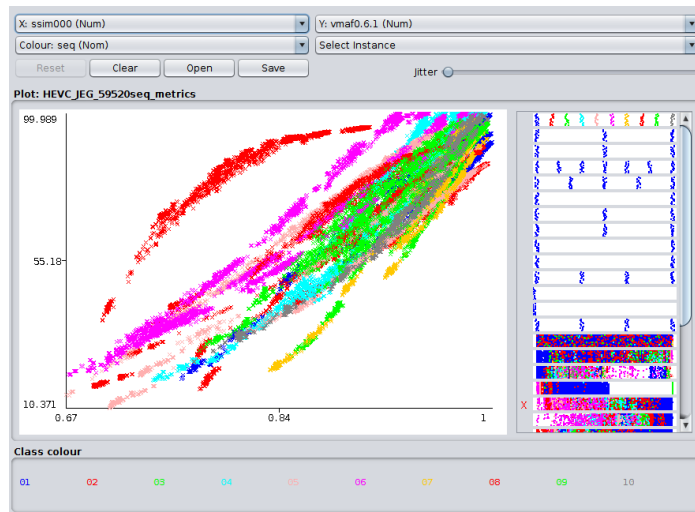 X: ssim000 (Num) Y: vmaf0.6.1 (Num)
Colour: seq (Nom) Select Instance
Reset Clear Open Save Jitter
Plot: HEVC_JEG_59520seq_metrics
99.989
55.18
10.371
0.67 0.84 1
X
Class colour
01 02 03 04 05 06 07 08 09 10